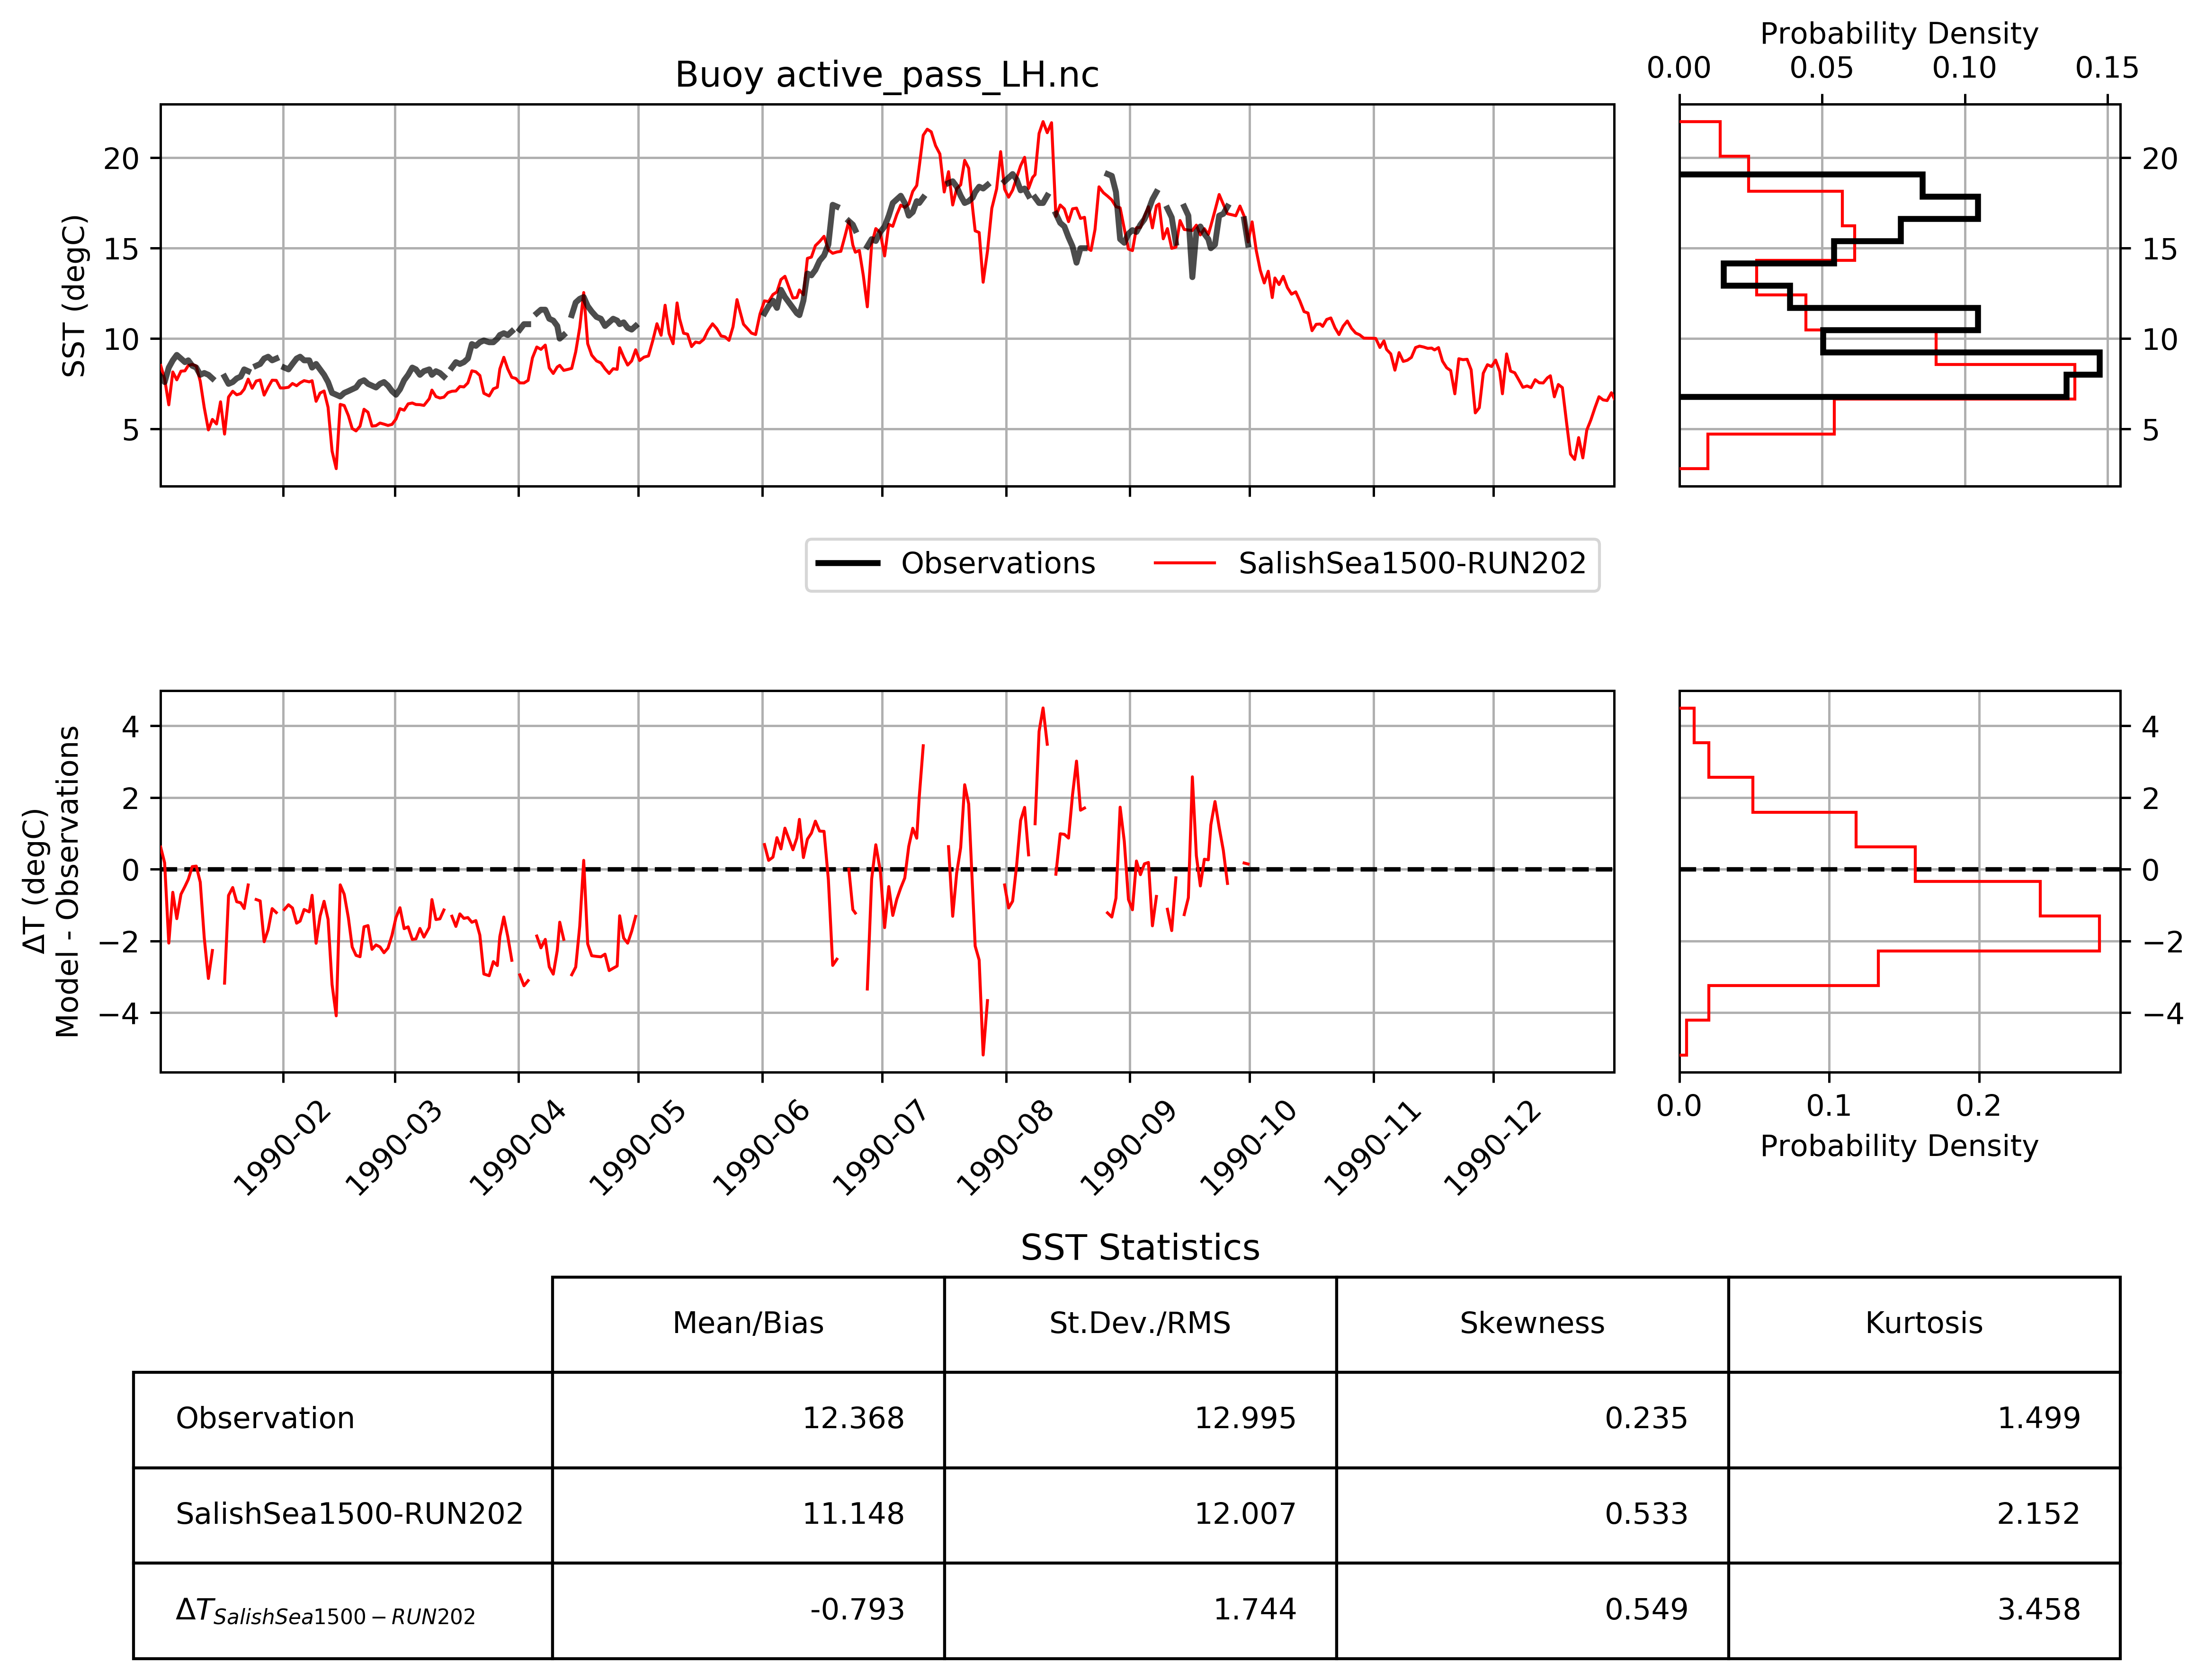 Probability Density
0.00 0.05 0.10 0.15
Buoy active_pass_LH.nc
SST (degC)
20
15
10
5
20
15
10
5
Observations SalishSea1500-RUN202
ΔT (degC)
Model - Observations
4
2
0
−2
−4
4
2
0
−2
−4
1990-02 1990-03 1990-04 1990-05 1990-06 1990-07 1990-08 1990-09 1990-10 1990-11 1990-12
0.0 0.1 0.2
Probability Density
SST Statistics
Mean/Bias St.Dev./RMS Skewness Kurtosis
Observation 12.368 12.995 0.235 1.499
SalishSea1500-RUN202 11.148 12.007 0.533 2.152
ΔT SalishSea1500−RUN202 -0.793 1.744 0.549 3.458